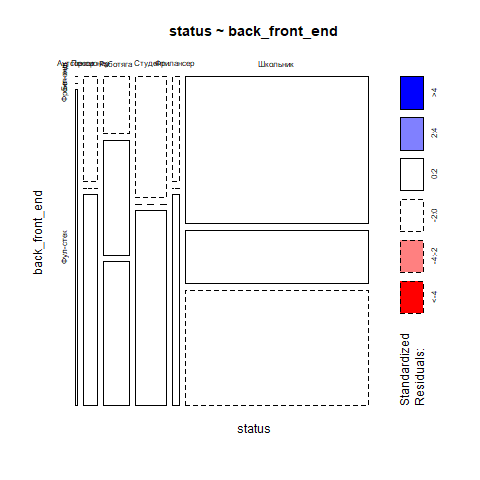 status ~ back_front_end
Работяга
Студент
Фрилансер
Школьник
back_front_end
Фул-стек
status
Standardized
Residuals:
<-4
-4:-2
-2:0
0:2
2:4
>4